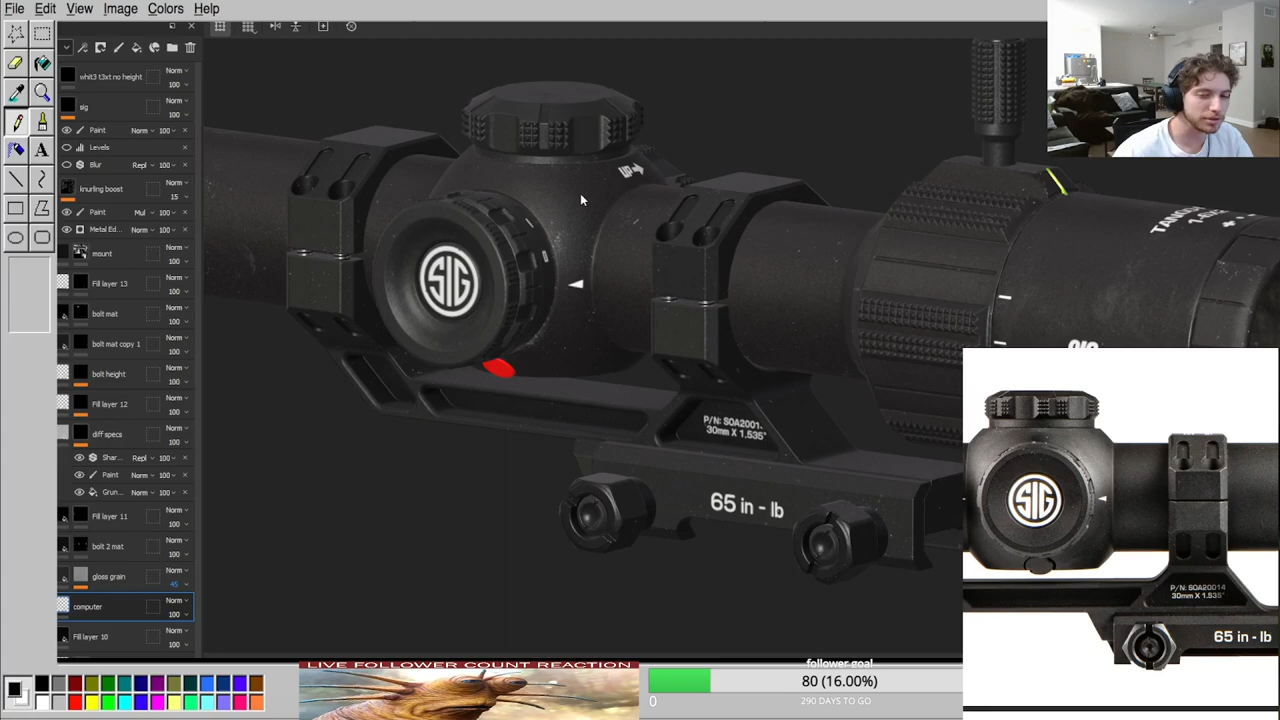 File Edit View Image Colors Help
whit3 t3xt no height Norm
100
sig Norm
100
Paint Norm 100
Levels
Blur Repl 100
knurling boost Norm
15
Paint Mul 100
Metal Ed... Norm 100
mount Norm
100
Fill layer 13 Norm
100
bolt mat Norm
100
bolt mat copy 1 Norm
100
bolt height Norm
100
Fill layer 12 Norm
100
diff specs Norm
100
Shar... Repl 100
Paint Norm 100
Grun... Norm 100
Fill layer 11 Norm
100
bolt 2 mat Norm
100
gloss grain Norm
45
computer Norm
100
Fill layer 10 Norm
100
UP
SIG
P/N: SOA2001-
30mm X 1.535"
65 in - lb
SIG
P/N: SOA20014
30mm X 1.535"
65 in - lb
LIVE FOLLOWER COUNT REACTION
follower goal
80 (16.00%)
0
290 DAYS TO GO